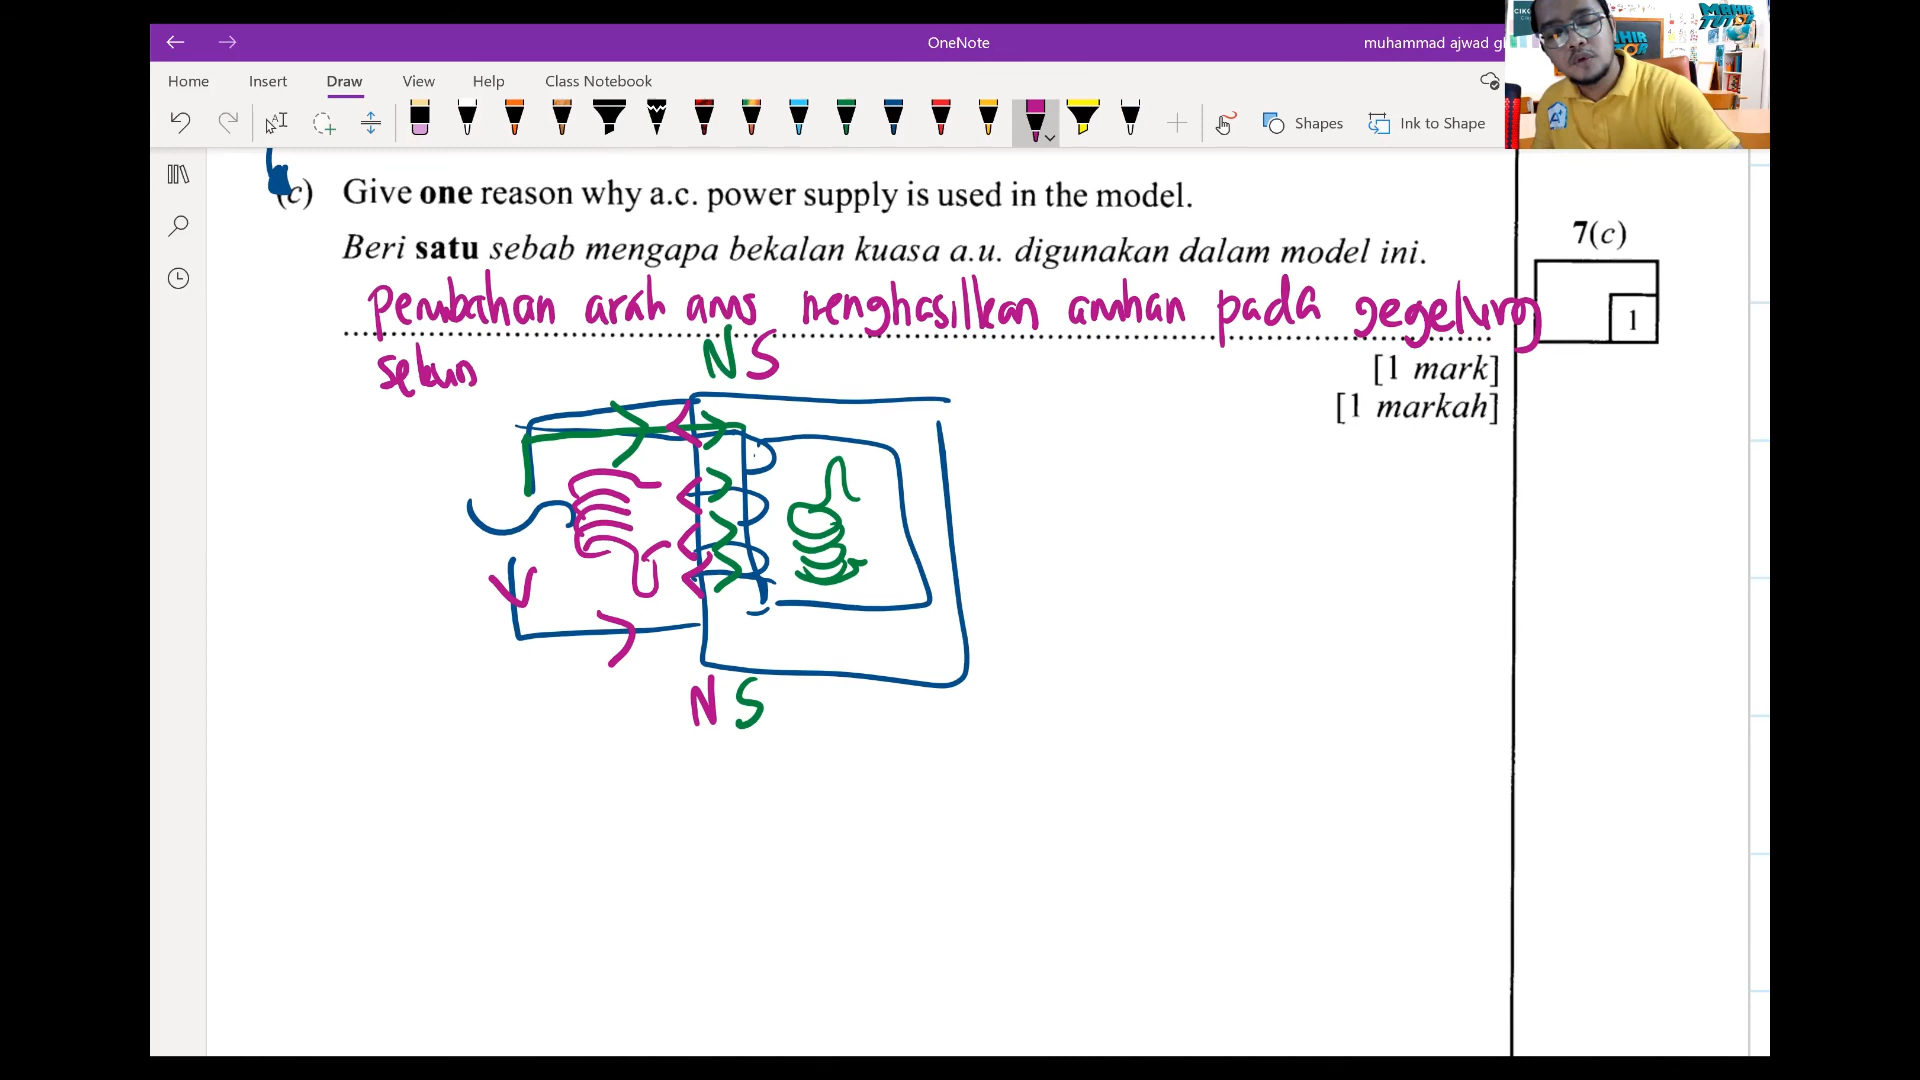 OneNote
muhammad ajwad g
Home Insert Draw View Help Class Notebook
Shapes Ink to Shape
MAHIR
TUTOR
(c) Give one reason why a.c. power supply is used in the model.
Beri satu sebab mengapa bekalan kuasa a.u. digunakan dalam model ini.
7(c)
1
Perubahan arah arus menghasilkan aruhan pada gegelung
sekun
[1 mark]
[1 markah]
N S
N S